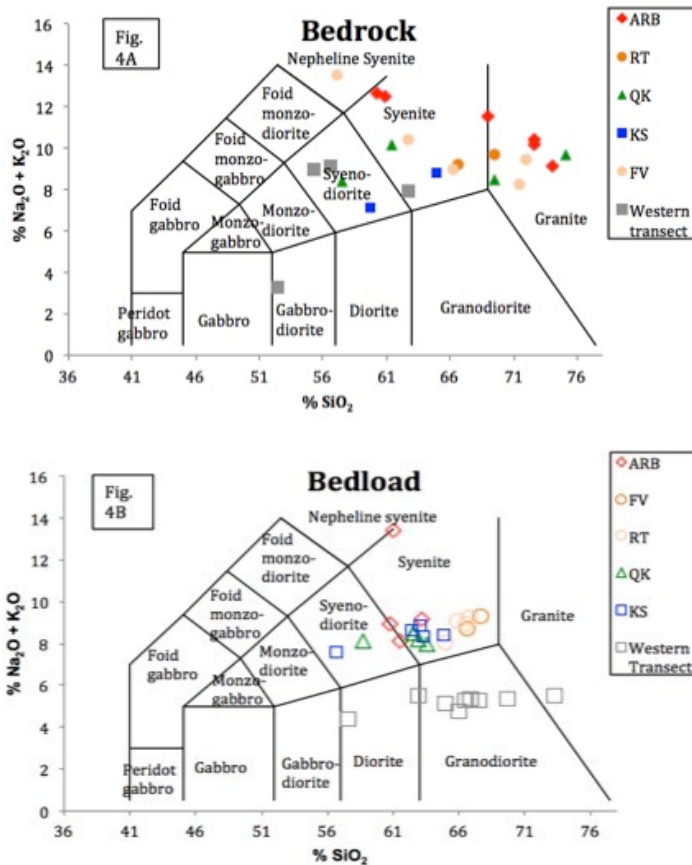 Bedrock
Fig.
4A
% Na₂O + K₂O
16
14
12
10
8
6
4
2
0
36
41
46
51
56
61
66
71
76
% SiO₂
Nepheline Syenite
Foid
monzo-
diorite
Syenite
Foid
monzo-
gabbro
Syeno-
diorite
Foid
gabbro
Monzo-
diorite
Monzo-
gabbro
Granite
Peridot
gabbro
Gabbro
Gabbro-
diorite
Diorite
Granodiorite
ARB
RT
QK
KS
FV
Western
transect
Bedload
Fig.
4B
% Na₂O + K₂O
16
14
12
10
8
6
4
2
0
36
41
46
51
56
61
66
71
76
% SiO₂
Nepheline syenite
Foid
monzo-
diorite
Syenite
Foid
monzo-
gabbro
Syeno-
diorite
Foid
gabbro
Monzo-
diorite
Monzo-
gabbro
Granite
Peridot
gabbro
Gabbro
Gabbro-
diorite
Diorite
Granodiorite
ARB
FV
RT
QK
KS
Western
Transect